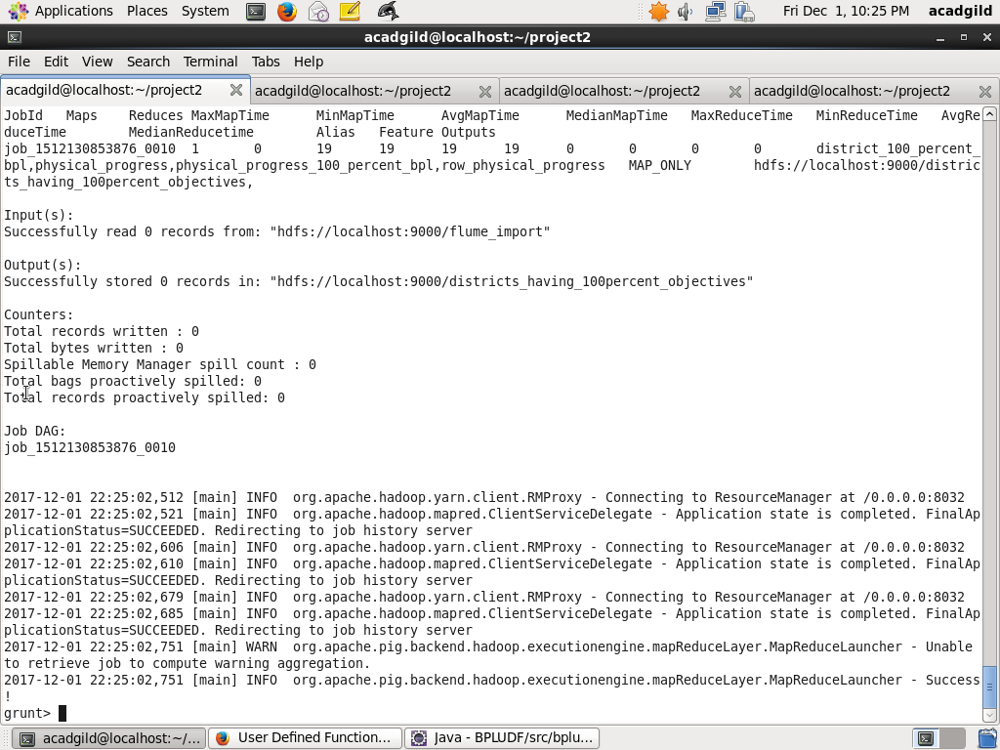 Applications Places System Fri Dec 1, 10:25 PM acadgild
acadgild@localhost:~/project2
File Edit View Search Terminal Tabs Help
acadgild@localhost:~/project2 acadgild@localhost:~/project2 acadgild@localhost:~/project2 acadgild@localhost:~/project2
JobId Maps Reduces MaxMapTime MinMapTime AvgMapTime MedianMapTime MaxReduceTime MinReduceTime AvgRe
duceTime MedianReducetime Alias Feature Outputs
job_1512130853876_0010 1 0 19 19 19 19 0 0 0 0 district_100_percent_
bpl,physical_progress,physical_progress_100_percent_bpl,row_physical_progress MAP_ONLY hdfs://localhost:9000/distric
ts_having_100percent_objectives,
Input(s):
Successfully read 0 records from: "hdfs://localhost:9000/flume_import"
Output(s):
Successfully stored 0 records in: "hdfs://localhost:9000/districts_having_100percent_objectives"
Counters:
Total records written : 0
Total bytes written : 0
Spillable Memory Manager spill count : 0
Total bags proactively spilled: 0
Total records proactively spilled: 0
Job DAG:
job_1512130853876_0010
2017-12-01 22:25:02,512 [main] INFO org.apache.hadoop.yarn.client.RMProxy - Connecting to ResourceManager at /0.0.0.0:8032
2017-12-01 22:25:02,521 [main] INFO org.apache.hadoop.mapred.ClientServiceDelegate - Application state is completed. FinalAp
plicationStatus=SUCCEEDED. Redirecting to job history server
2017-12-01 22:25:02,606 [main] INFO org.apache.hadoop.yarn.client.RMProxy - Connecting to ResourceManager at /0.0.0.0:8032
2017-12-01 22:25:02,610 [main] INFO org.apache.hadoop.mapred.ClientServiceDelegate - Application state is completed. FinalAp
plicationStatus=SUCCEEDED. Redirecting to job history server
2017-12-01 22:25:02,679 [main] INFO org.apache.hadoop.yarn.client.RMProxy - Connecting to ResourceManager at /0.0.0.0:8032
2017-12-01 22:25:02,685 [main] INFO org.apache.hadoop.mapred.ClientServiceDelegate - Application state is completed. FinalAp
plicationStatus=SUCCEEDED. Redirecting to job history server
2017-12-01 22:25:02,751 [main] WARN org.apache.pig.backend.hadoop.executionengine.mapReduceLayer.MapReduceLauncher - Unable
to retrieve job to compute warning aggregation.
2017-12-01 22:25:02,751 [main] INFO org.apache.pig.backend.hadoop.executionengine.mapReduceLayer.MapReduceLauncher - Success
!
grunt>
acadgild@localhost:~/... User Defined Function... Java - BPLUDF/src/bplu...